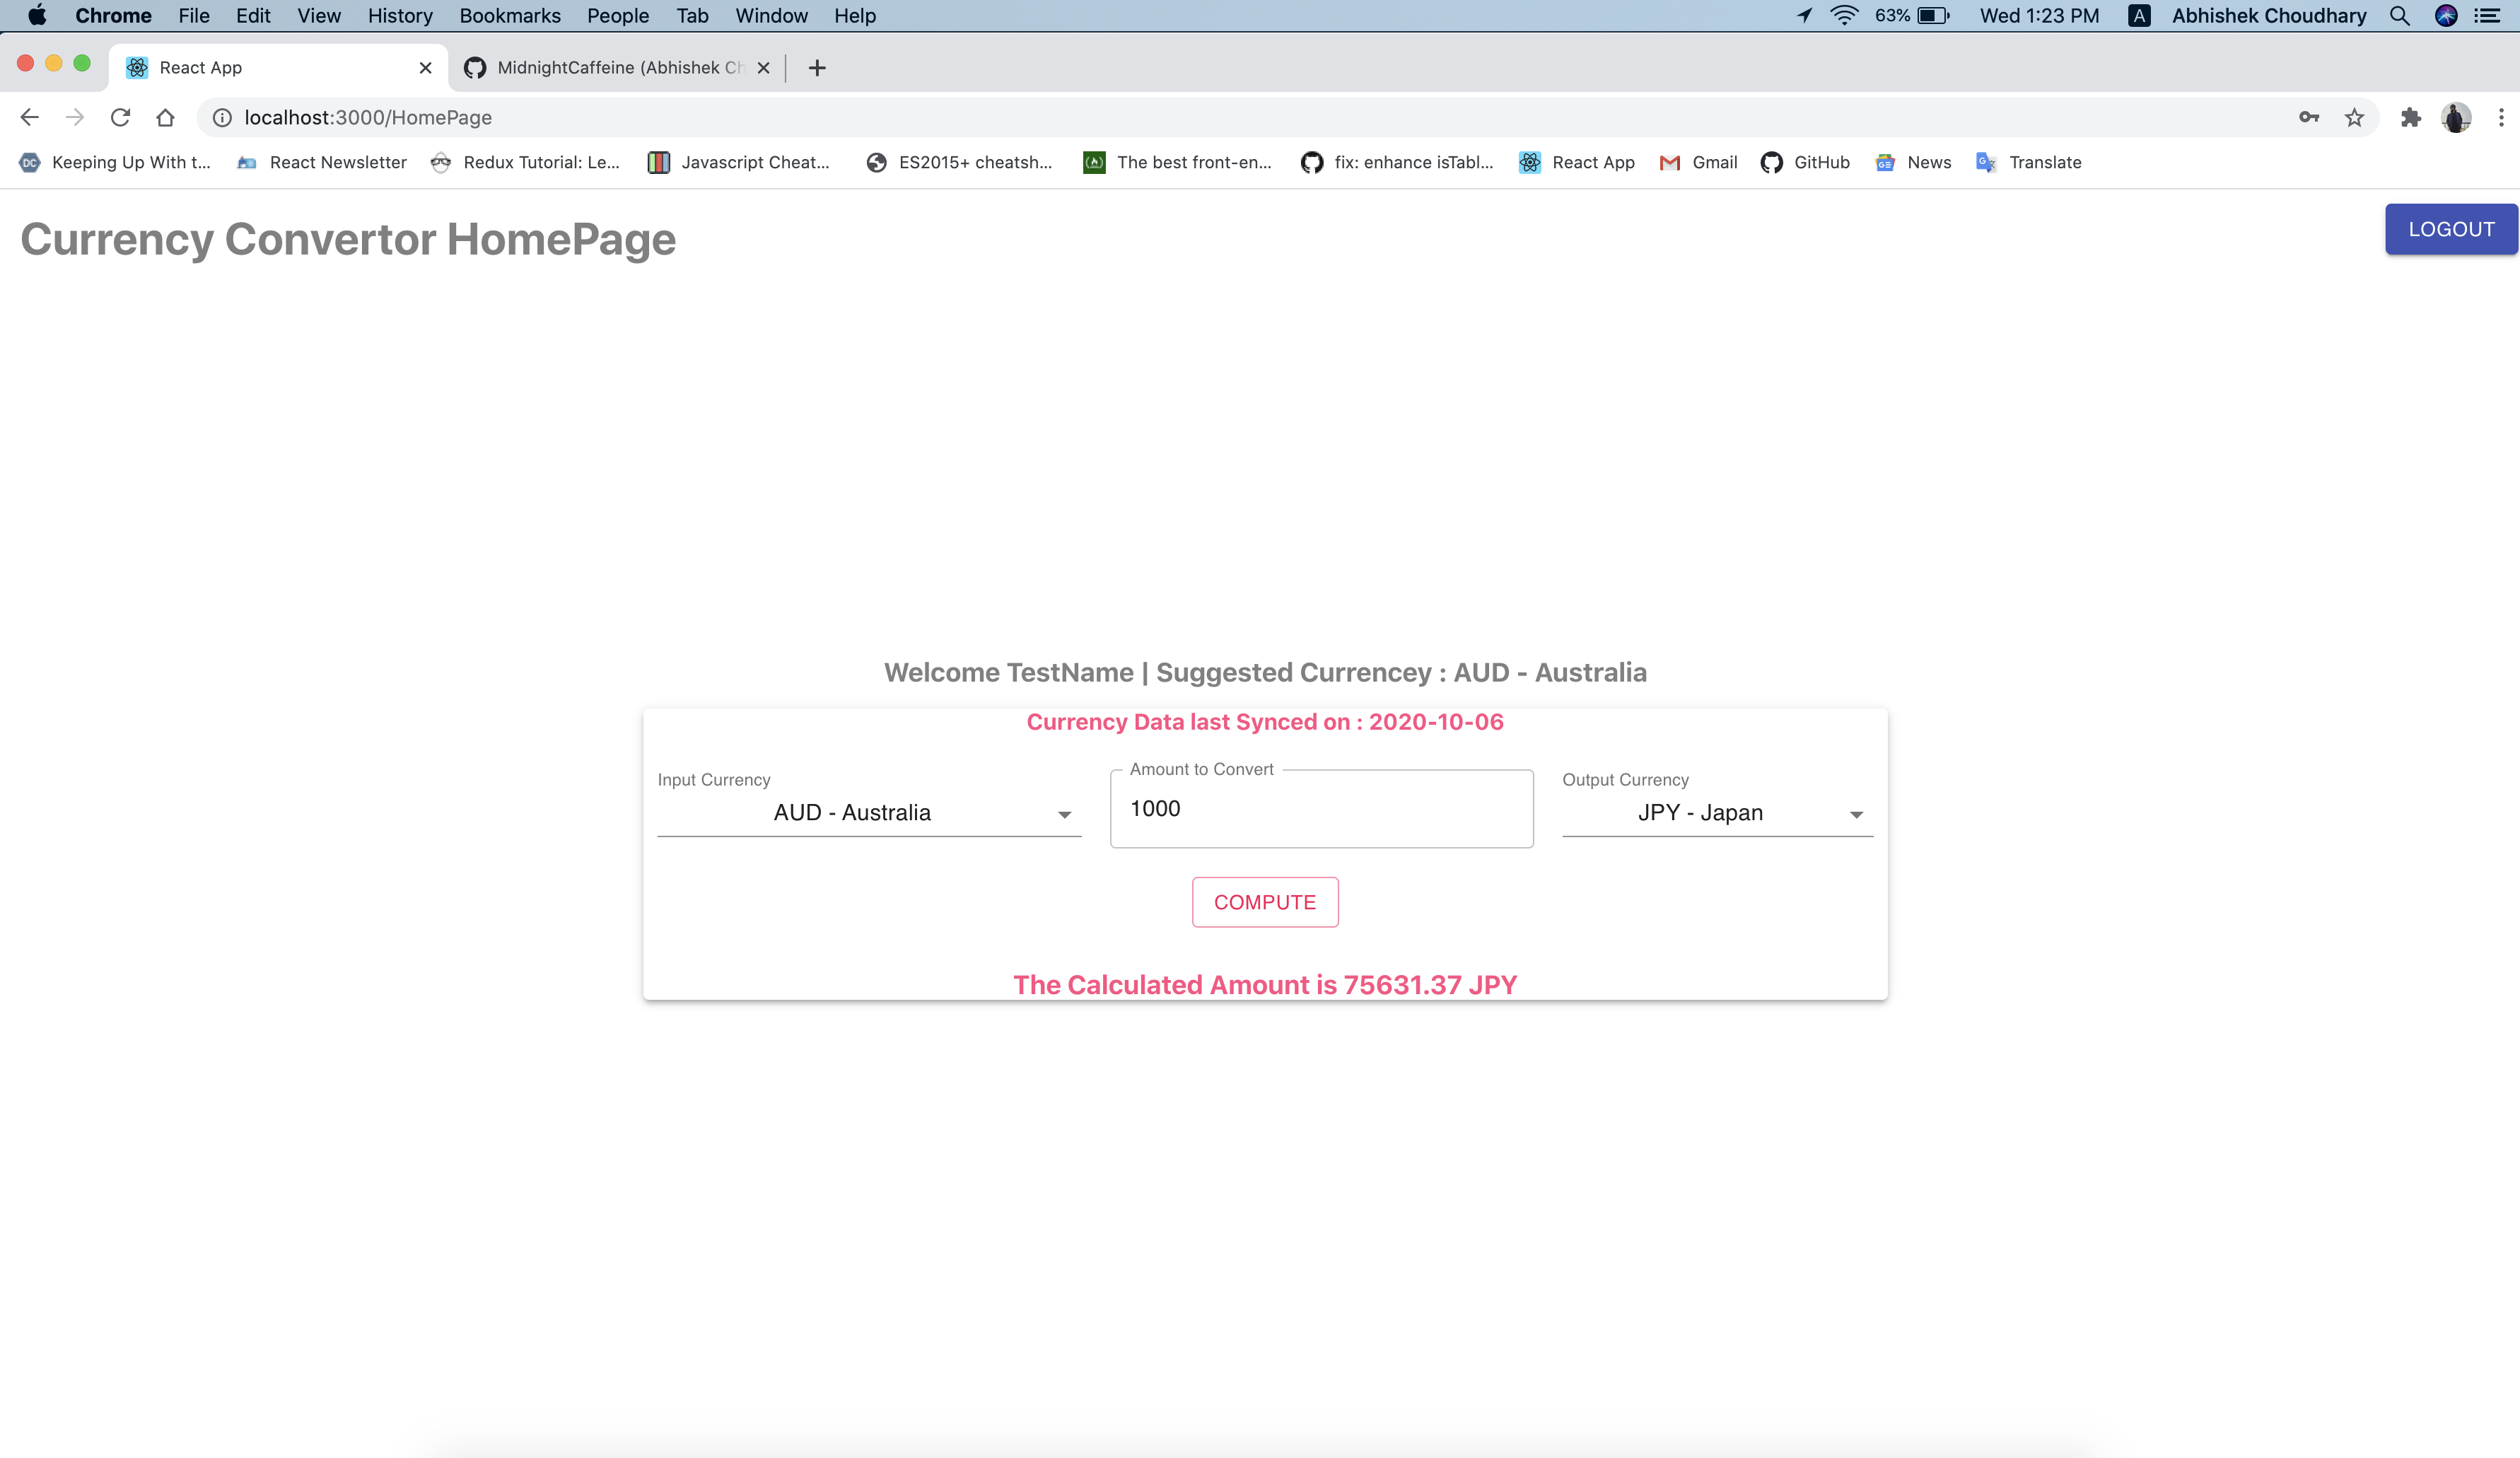 Chrome File Edit View History Bookmarks People Tab Window Help 63% Wed 1:23 PM A Abhishek Choudhary
React App MidnightCaffeine (Abhishek Ch
localhost:3000/HomePage
Keeping Up With t... React Newsletter Redux Tutorial: Le... Javascript Cheat... ES2015+ cheatsh... The best front-en... fix: enhance isTabl... React App Gmail GitHub News Translate
Currency Convertor HomePage
LOGOUT
Welcome TestName | Suggested Currencey : AUD - Australia
Currency Data last Synced on : 2020-10-06
Input Currency Amount to Convert Output Currency
AUD - Australia 1000 JPY - Japan
COMPUTE
The Calculated Amount is 75631.37 JPY